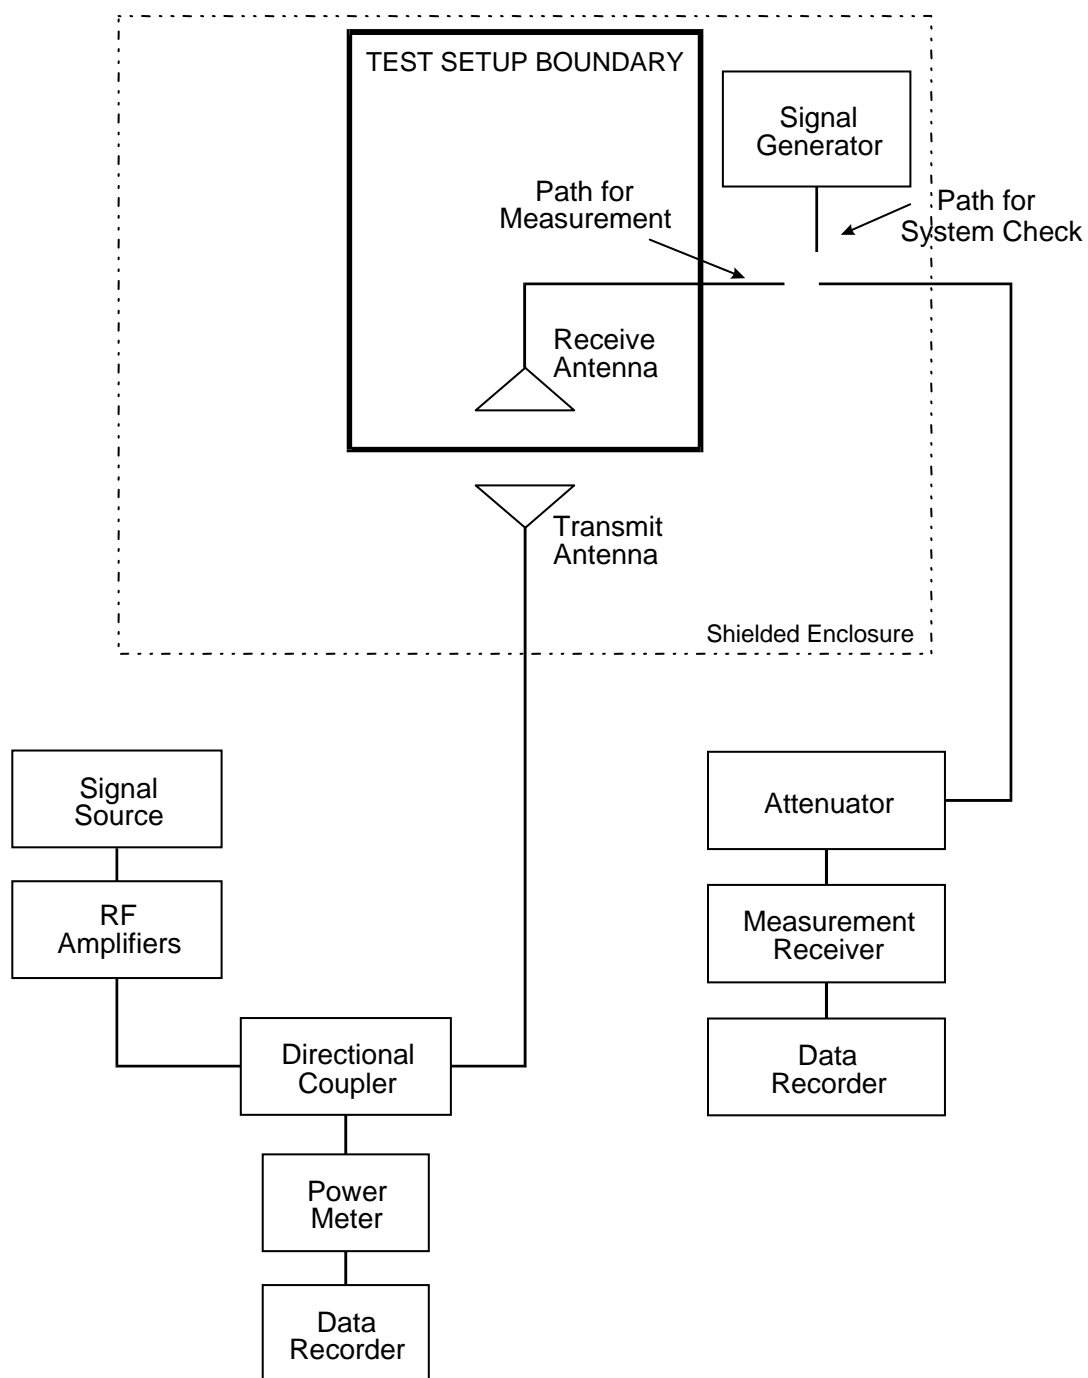 TEST SETUP BOUNDARY
Signal
Generator
Path for
Measurement
Path for
System Check
Receive
Antenna
Transmit
Antenna
Shielded Enclosure
Signal
Source
Attenuator
RF
Amplifiers
Measurement
Receiver
Directional
Coupler
Data
Recorder
Power
Meter
Data
Recorder